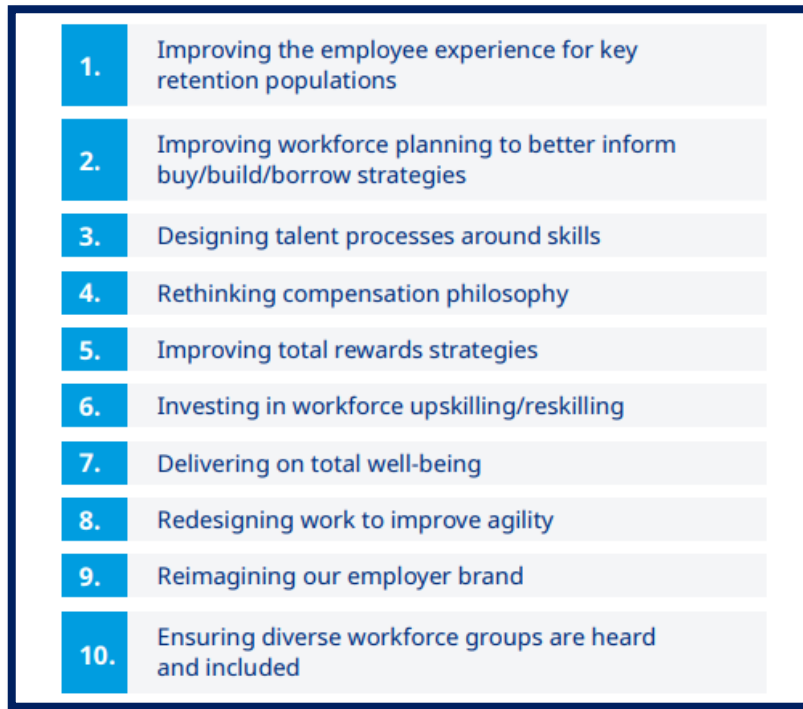 1. Improving the employee experience for key
retention populations
2. Improving workforce planning to better inform
buy/build/borrow strategies
3. Designing talent processes around skills
4. Rethinking compensation philosophy
5. Improving total rewards strategies
6. Investing in workforce upskilling/reskilling
7. Delivering on total well-being
8. Redesigning work to improve agility
9. Reimagining our employer brand
10. Ensuring diverse workforce groups are heard
and included